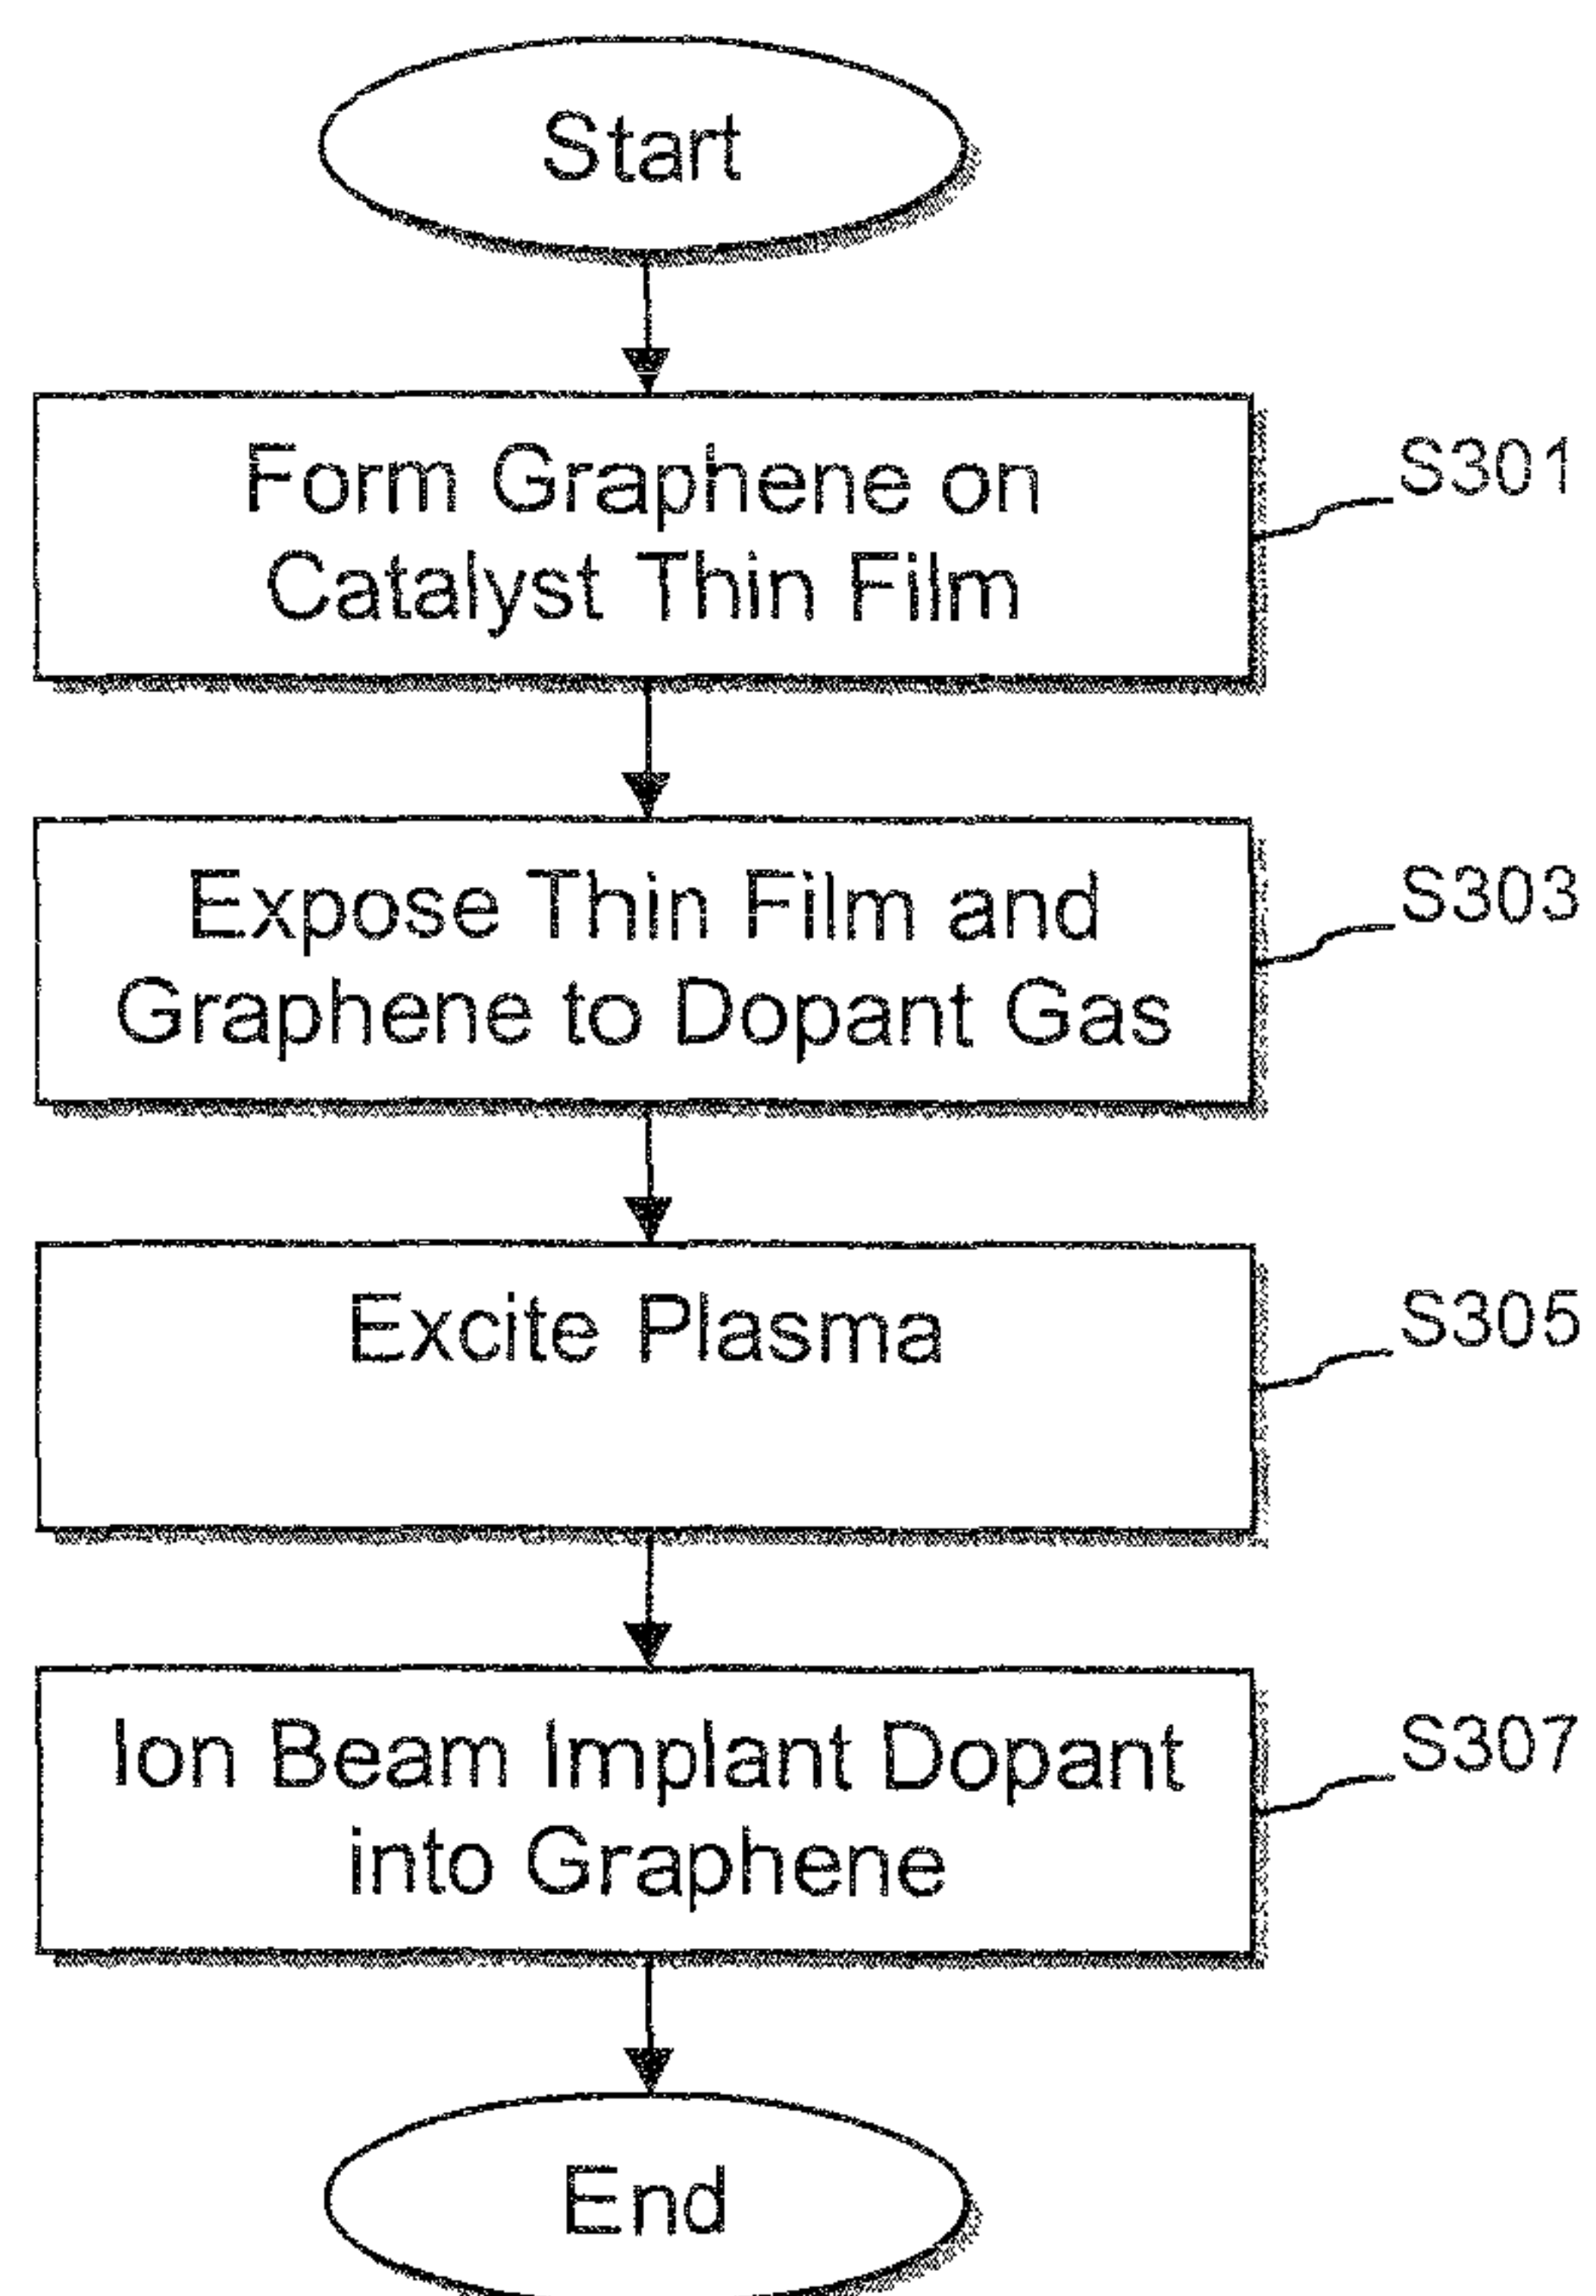 Start
Form Graphene on
Catalyst Thin Film
S301
Expose Thin Film and
Graphene to Dopant Gas
S303
Excite Plasma
S305
Ion Beam Implant Dopant
into Graphene
S307
End